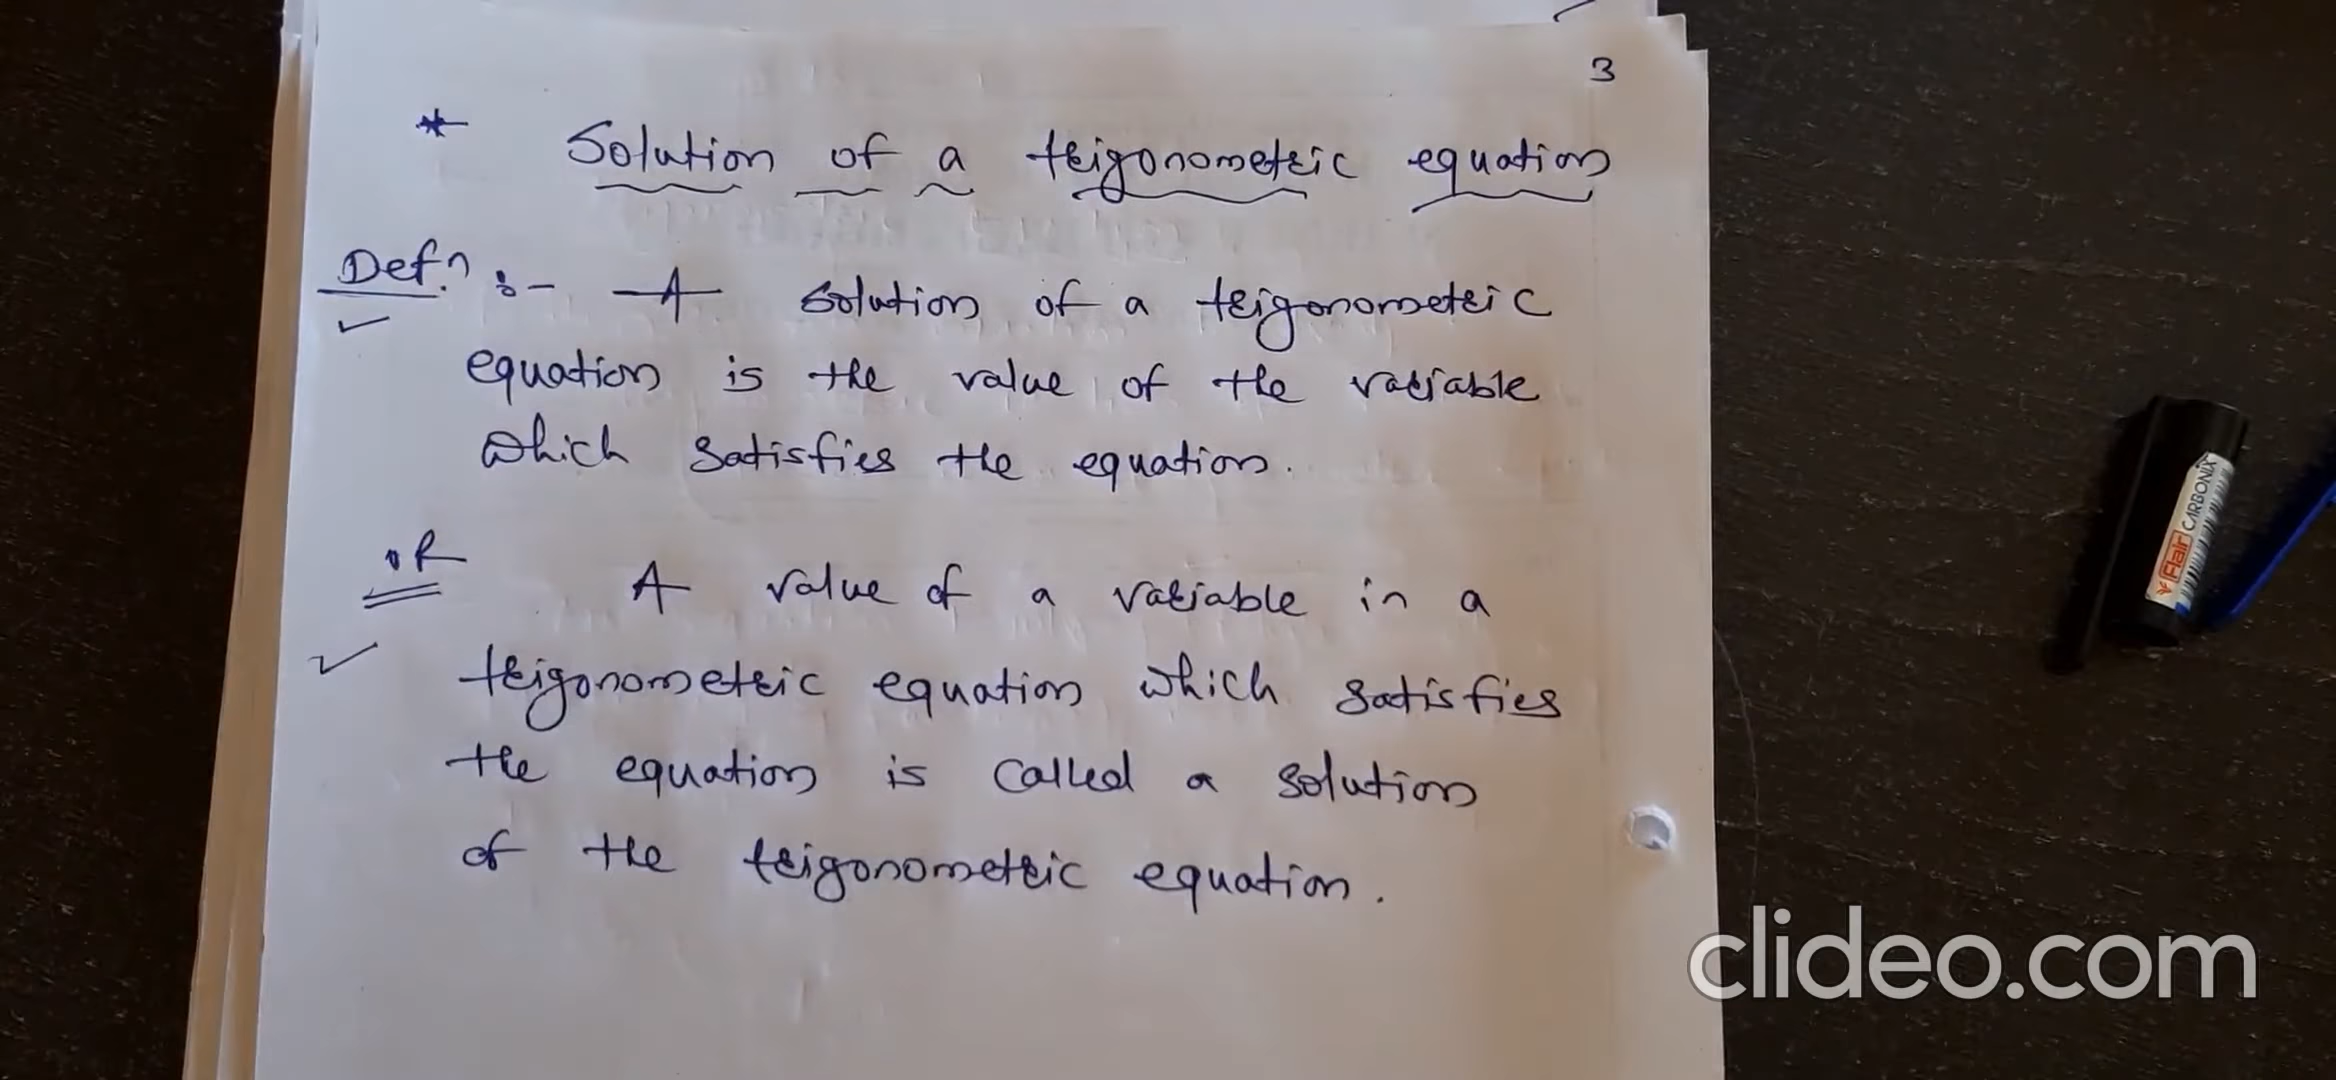 3
* Solution of a trigonometric equation
Defn :- A solution of a trigonometric
equation is the value of the variable
which satisfies the equation.
OR A value of a variable in a
trigonometric equation which satisfies
the equation is called a solution
of the trigonometric equation.
Flair CARBONIX
clideo.com